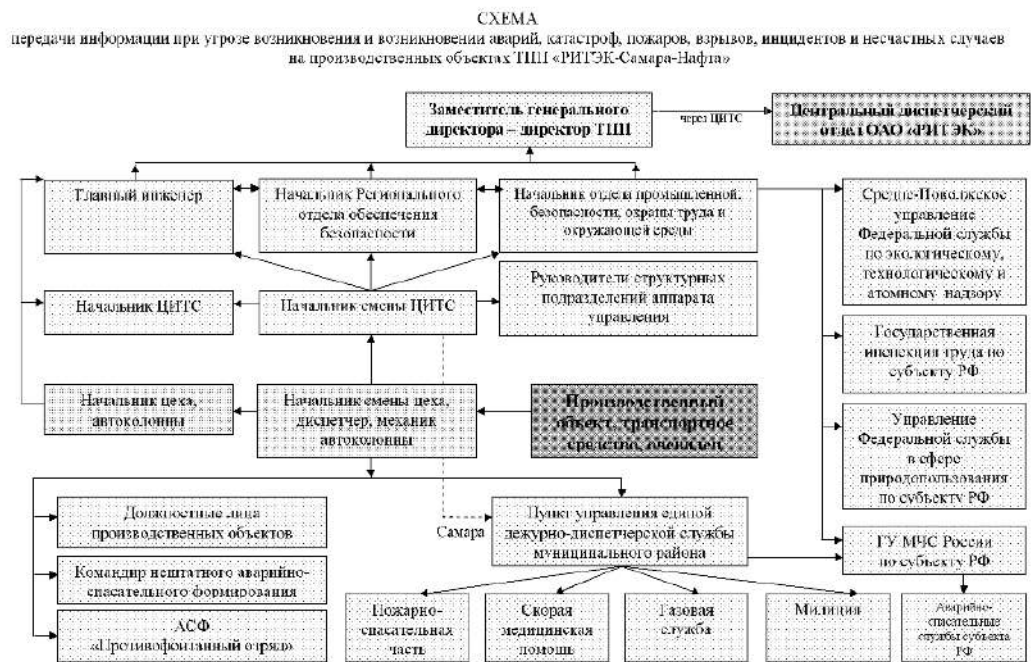 СХЕМА
передачи информации при угрозе возникновения и возникновении аварий, катастроф, пожаров, взрывов, инцидентов и несчастных случаев
на производственных объектах ТПП «РИТЭК-Самара-Нафта»
Заместитель генерального
директора – директор ТПП
через ЦИТС
Центральный диспетчерский
отдел ОАО «РИТЭК»
Главный инженер
Начальник Регионального
отдела обеспечения
безопасности
Начальник отдела промышленной,
безопасности, охраны труда и
окружающей среды
Средне-Поволжское
управление
Федеральной службы
по экологическому,
технологическому и
атомному надзору
Начальник ЦИТС
Начальник смены ЦИТС
Руководители структурных
подразделений аппарата
управления
Государственная
инспекция труда по
субъекту РФ
Начальник цеха,
автоколонны
Начальник смены цеха,
диспетчер, механик
автоколонны
Производственный
объект, транспортное
средство, очевидец
Управление
Федеральной службы
в сфере
природопользования
по субъекту РФ
Должностные лица
производственных объектов
Самара
Пункт управления единой
дежурно-диспетчерской службы
муниципального района
ГУ МЧС России
по субъекту РФ
Командир нештатного аварийно-
спасательного формирования
АСФ
«Противофонтанный отряд»
Пожарно-
спасательная
часть
Скорая
медицинская
помощь
Газовая
служба
Милиция
Аварийно-
спасательные
службы субъекта
РФ